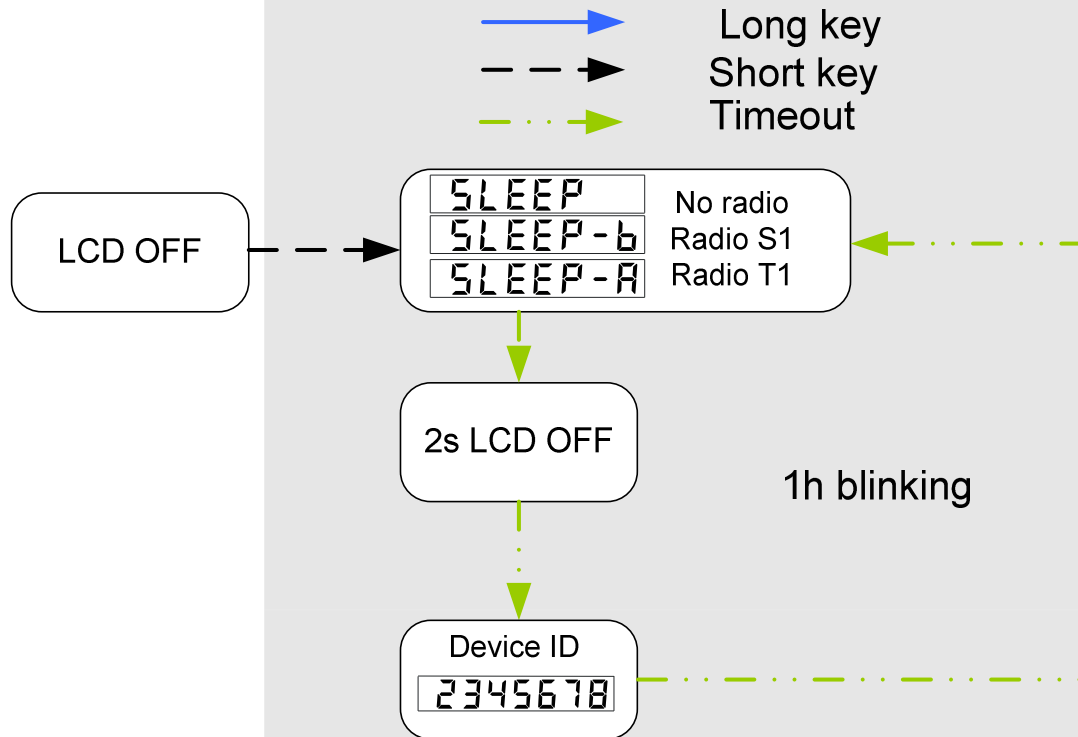 Long key
Short key
Timeout
LCD OFF
SLEEP
No radio
SLEEP-b
Radio S1
SLEEP-A
Radio T1
2s LCD OFF
1h blinking
Device ID
2345678